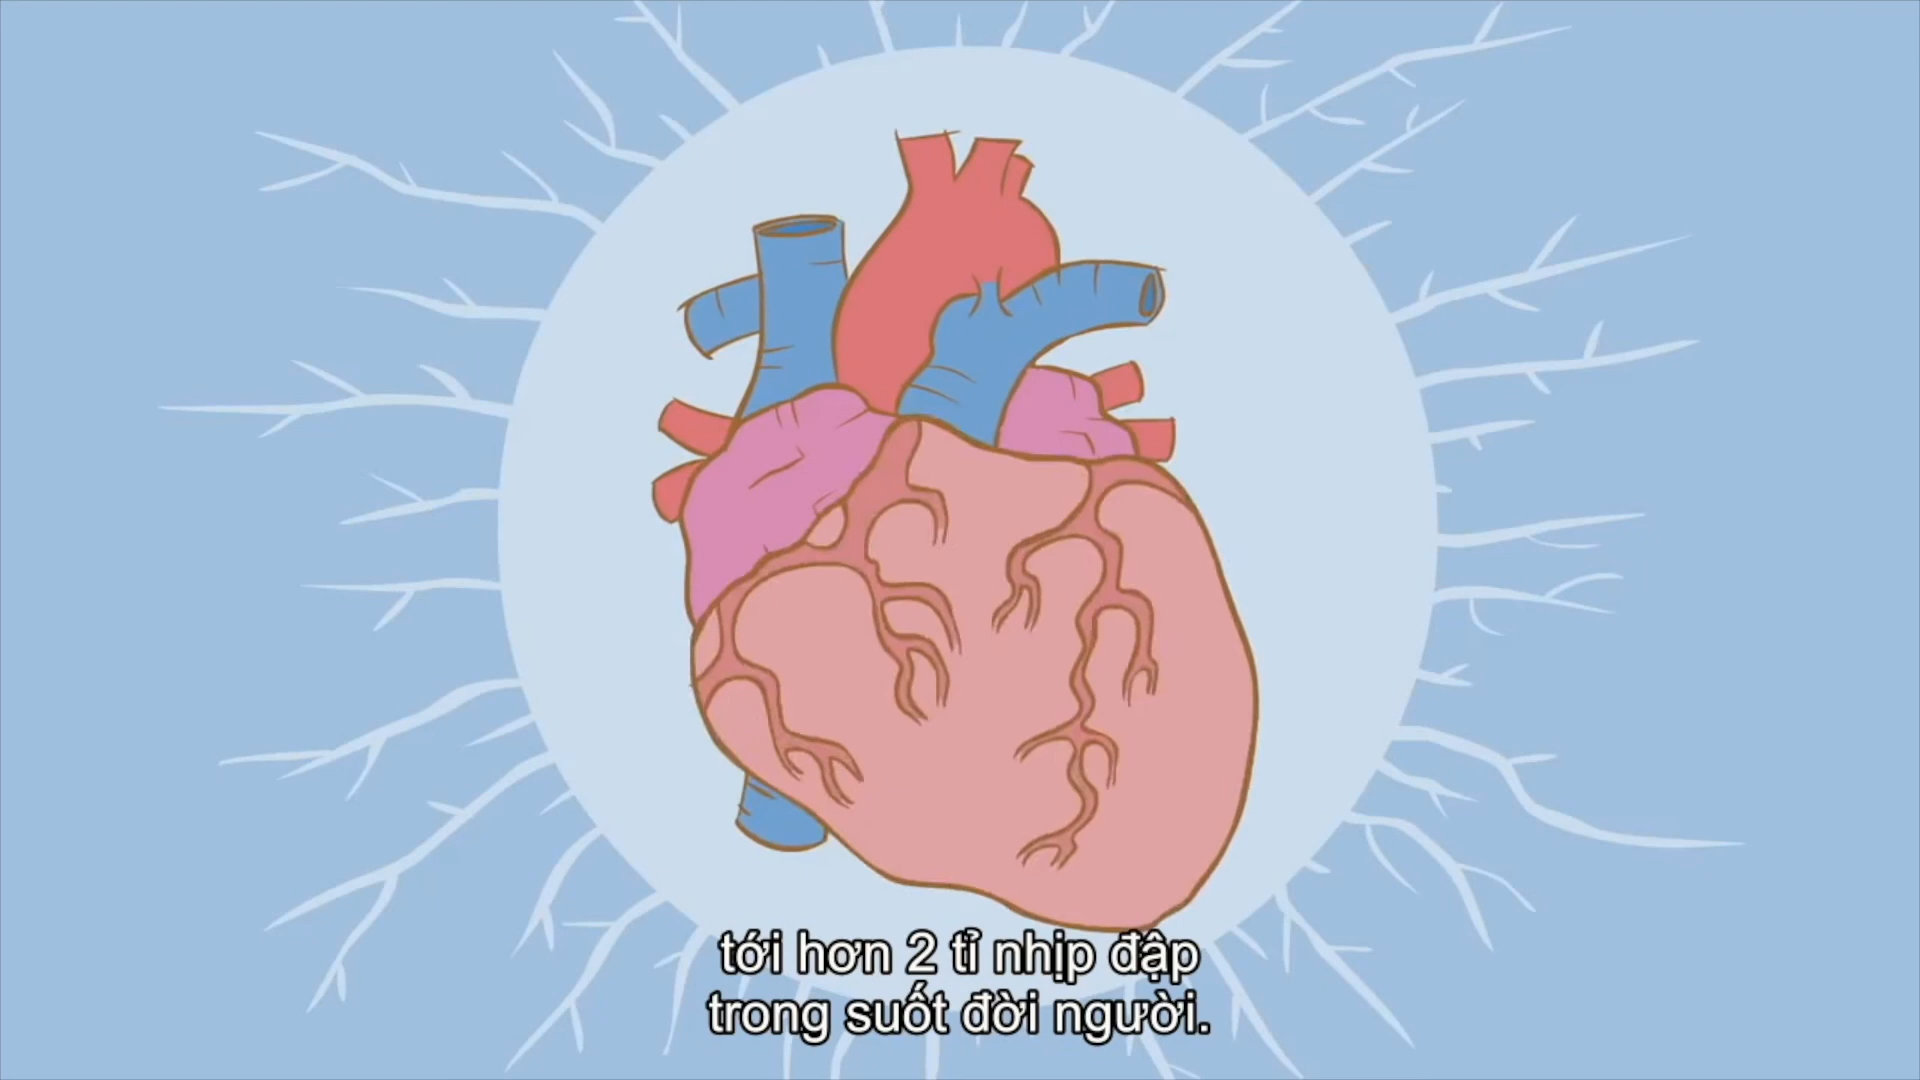 tới hơn 2 tỉ nhịp đập
trong suốt đời người.